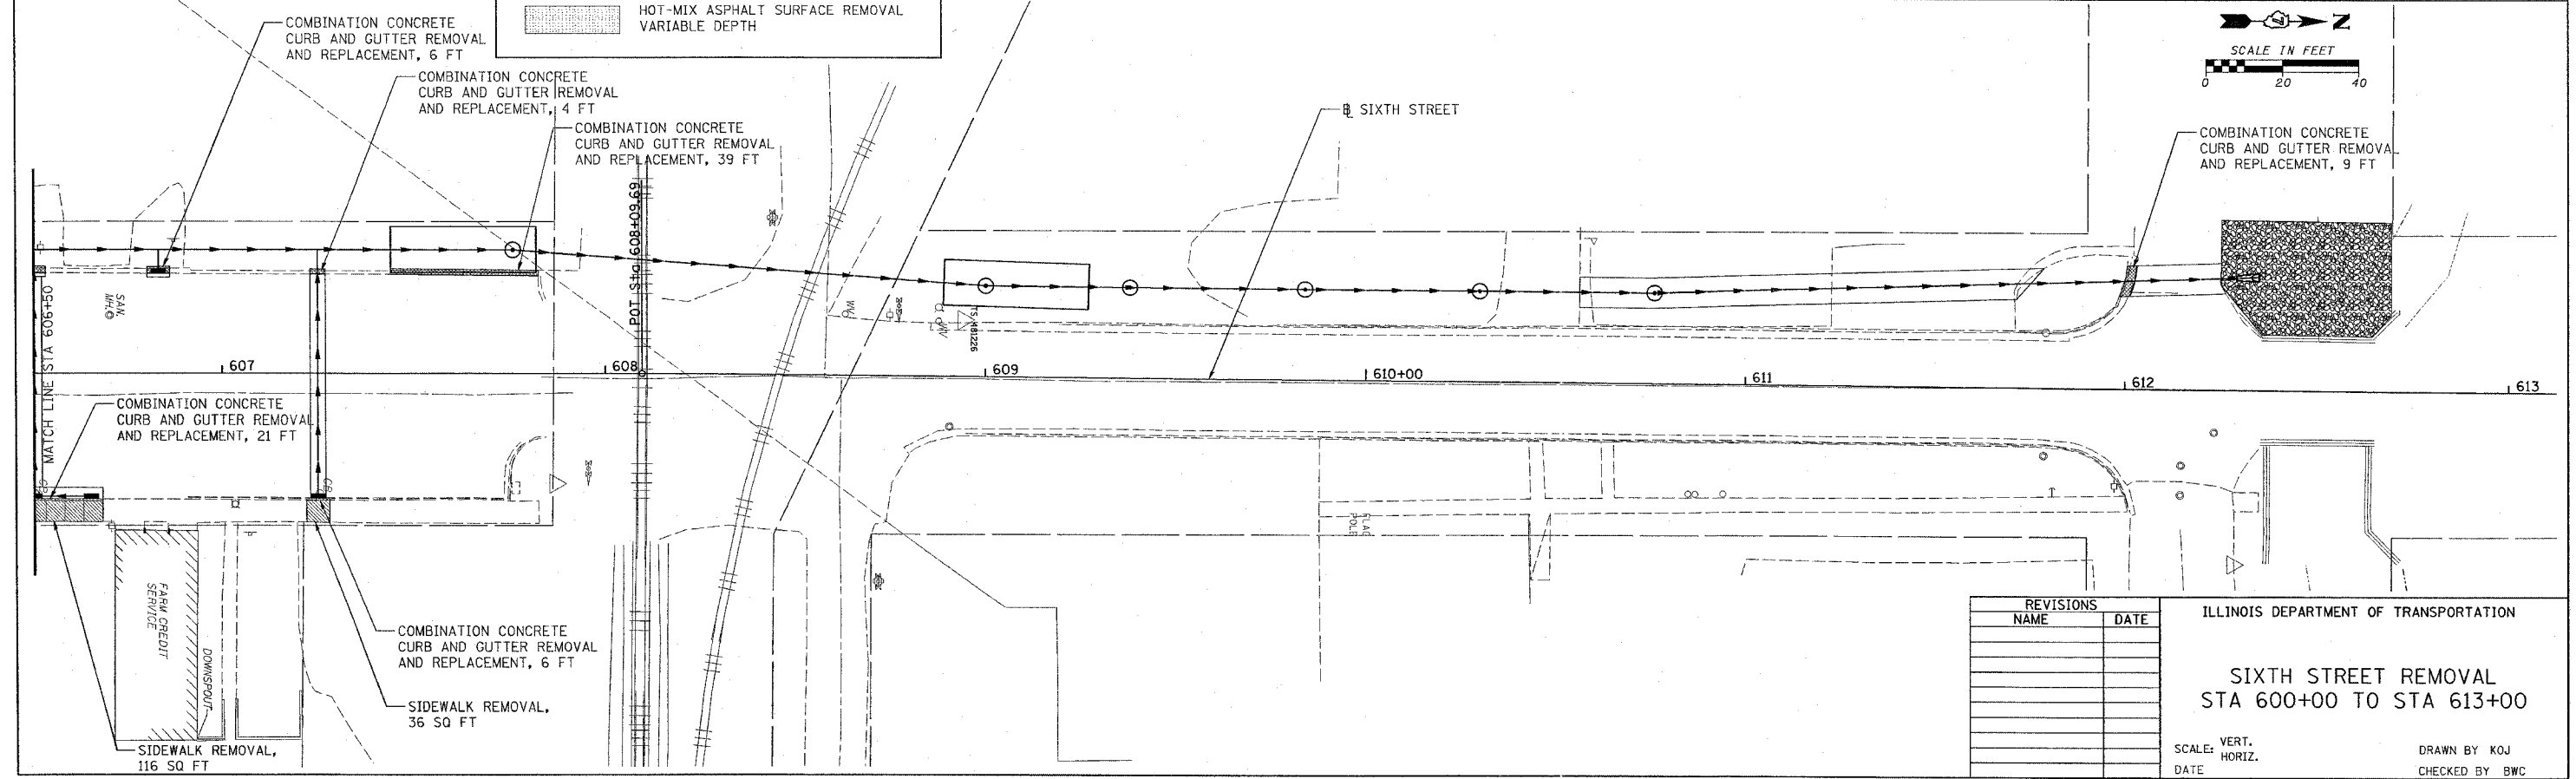 HOT-MIX ASPHALT SURFACE REMOVAL
VARIABLE DEPTH
COMBINATION CONCRETE
CURB AND GUTTER REMOVAL
AND REPLACEMENT, 6 FT
COMBINATION CONCRETE
CURB AND GUTTER REMOVAL
AND REPLACEMENT, 4 FT
COMBINATION CONCRETE
CURB AND GUTTER REMOVAL
AND REPLACEMENT, 39 FT
N
SCALE IN FEET
0 20 40
℄ SIXTH STREET
COMBINATION CONCRETE
CURB AND GUTTER REMOVAL
AND REPLACEMENT, 9 FT
POT Sta 608+09.69
MATCH LINE STA 606+50
SAN.
MH
WV
WV
TS 481226
607
608
609
610+00
611
612
613
COMBINATION CONCRETE
CURB AND GUTTER REMOVAL
AND REPLACEMENT, 21 FT
CB
FLAG
POLE
FARM CREDIT
SERVICE
DOWNSPOUT
COMBINATION CONCRETE
CURB AND GUTTER REMOVAL
AND REPLACEMENT, 6 FT
SIDEWALK REMOVAL,
36 SQ FT
SIDEWALK REMOVAL,
116 SQ FT
REVISIONS
NAME DATE
ILLINOIS DEPARTMENT OF TRANSPORTATION
SIXTH STREET REMOVAL
STA 600+00 TO STA 613+00
SCALE: VERT.
HORIZ.
DATE
DRAWN BY KOJ
CHECKED BY BWC